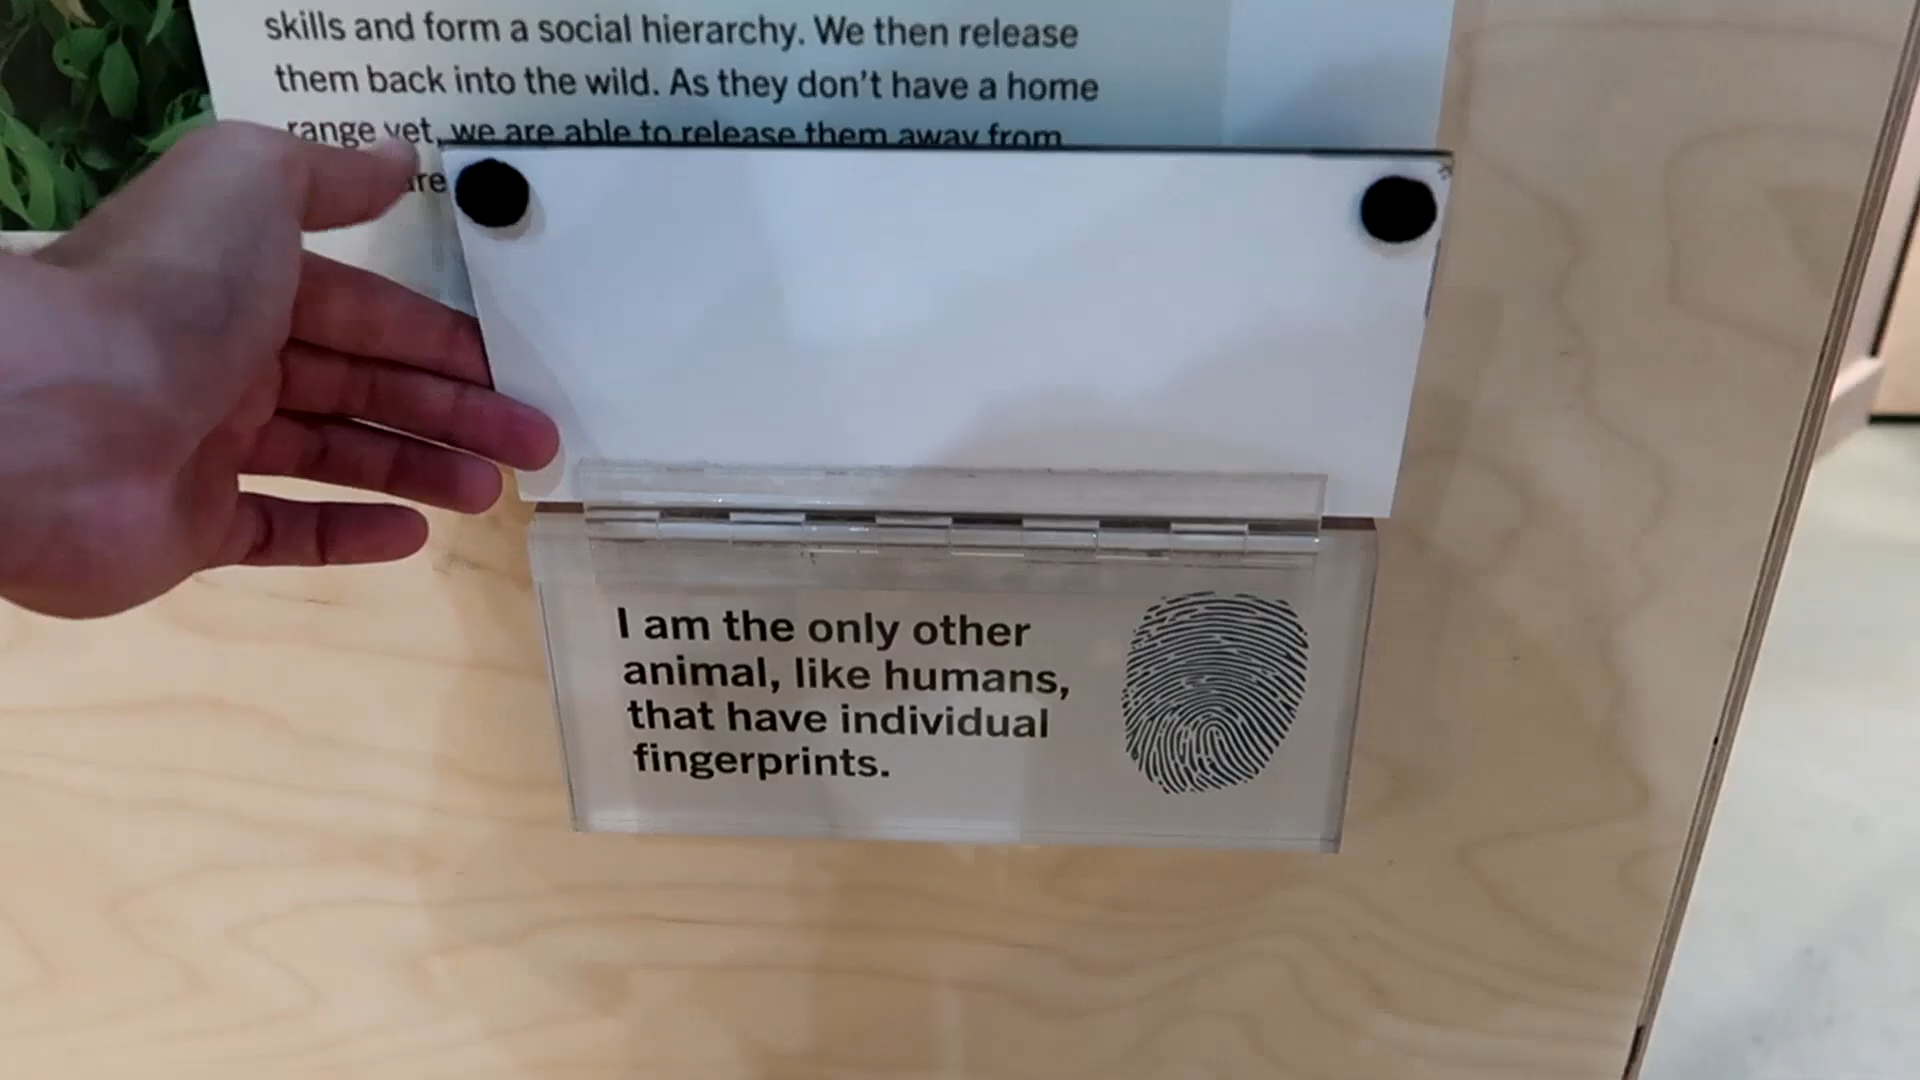 skills and form a social hierarchy. We then release
them back into the wild. As they don't have a home
range yet, we are able to release them away from
I am the only other
animal, like humans,
that have individual
fingerprints.